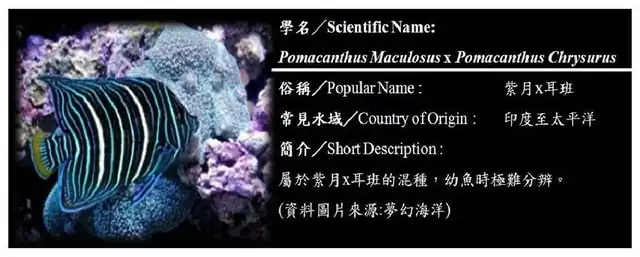 學名／Scientific Name:
Pomacanthus Maculosus x Pomacanthus Chrysurus
俗稱／Popular Name : 紫月x耳班
常見水域／Country of Origin : 印度至太平洋
簡介／Short Description :
屬於紫月x耳班的混種，幼魚時極難分辨。
(資料圖片來源:夢幻海洋)